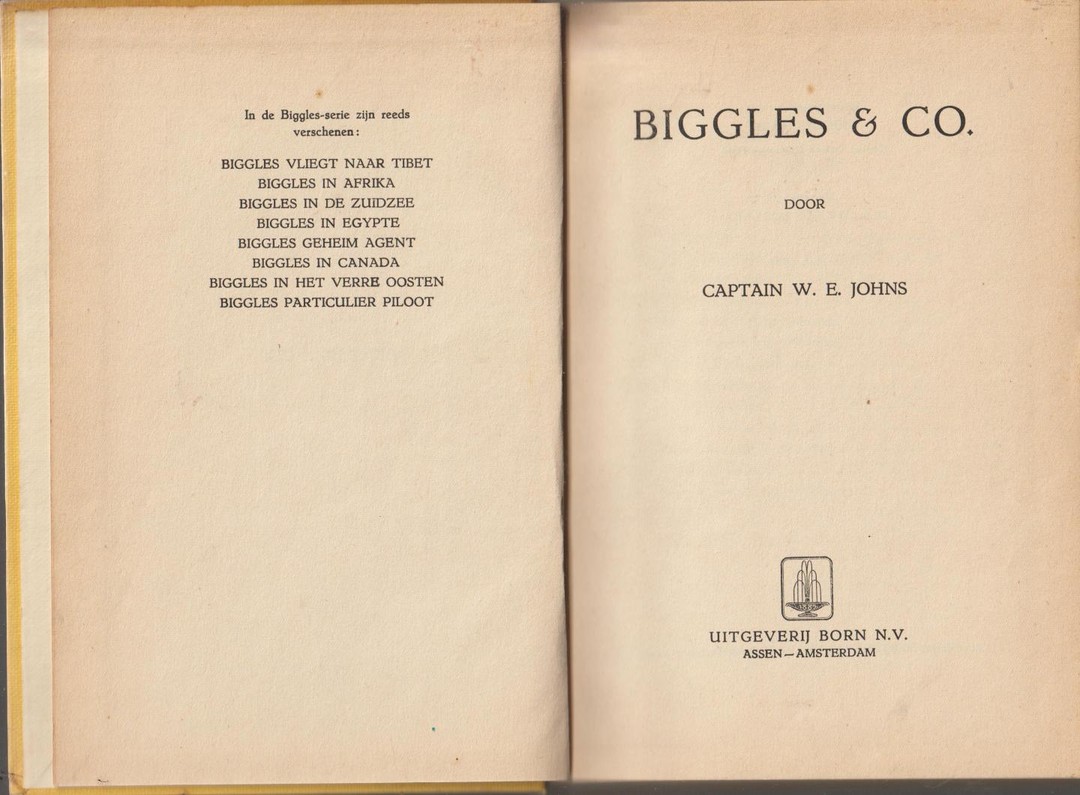 In de Biggles-serie zijn reeds
verschenen:
BIGGLES VLIEGT NAAR TIBET
BIGGLES IN AFRIKA
BIGGLES IN DE ZUIDZEE
BIGGLES IN EGYPTE
BIGGLES GEHEIM AGENT
BIGGLES IN CANADA
BIGGLES IN HET VERRE OOSTEN
BIGGLES PARTICULIER PILOOT
BIGGLES & CO.
DOOR
CAPTAIN W. E. JOHNS
UITGEVERIJ BORN N.V.
ASSEN—AMSTERDAM